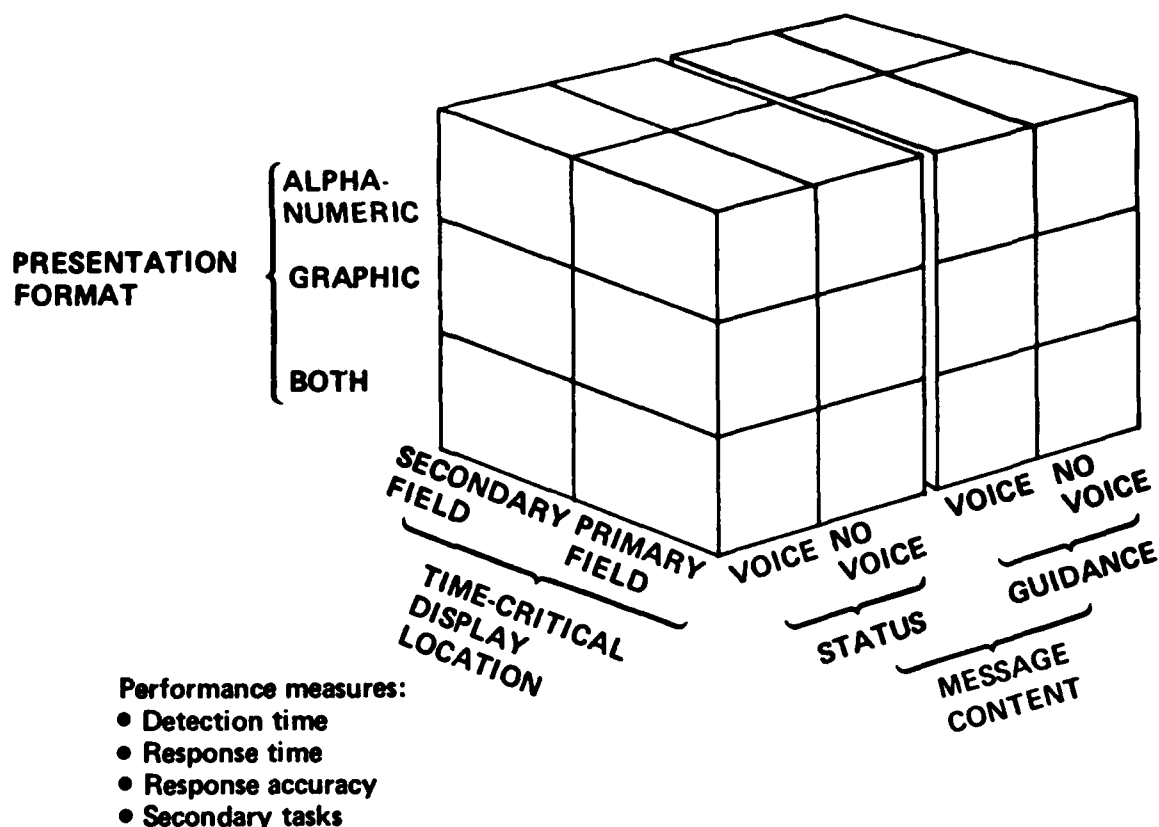 ALPHA-
NUMERIC
PRESENTATION
FORMAT
GRAPHIC
BOTH
SECONDARY
FIELD
PRIMARY
FIELD
TIME-CRITICAL
DISPLAY
LOCATION
VOICE
NO
VOICE
STATUS
VOICE
NO
VOICE
GUIDANCE
MESSAGE
CONTENT
Performance measures:
• Detection time
• Response time
• Response accuracy
• Secondary tasks